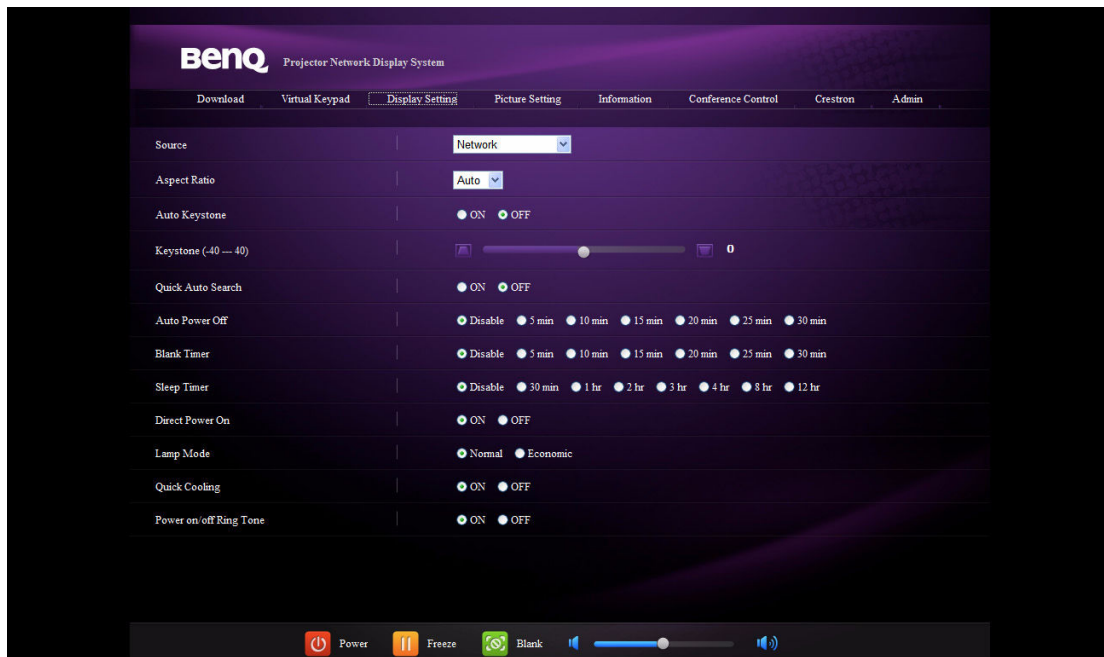 BenQ Projector Network Display System
Download Virtual Keypad Display Setting Picture Setting Information Conference Control Crestron Admin
Source Network
Aspect Ratio Auto
Auto Keystone ON OFF
Keystone (-40 --- 40) 0
Quick Auto Search ON OFF
Auto Power Off Disable 5 min 10 min 15 min 20 min 25 min 30 min
Blank Timer Disable 5 min 10 min 15 min 20 min 25 min 30 min
Sleep Timer Disable 30 min 1 hr 2 hr 3 hr 4 hr 8 hr 12 hr
Direct Power On ON OFF
Lamp Mode Normal Economic
Quick Cooling ON OFF
Power on/off Ring Tone ON OFF
Power Freeze Blank